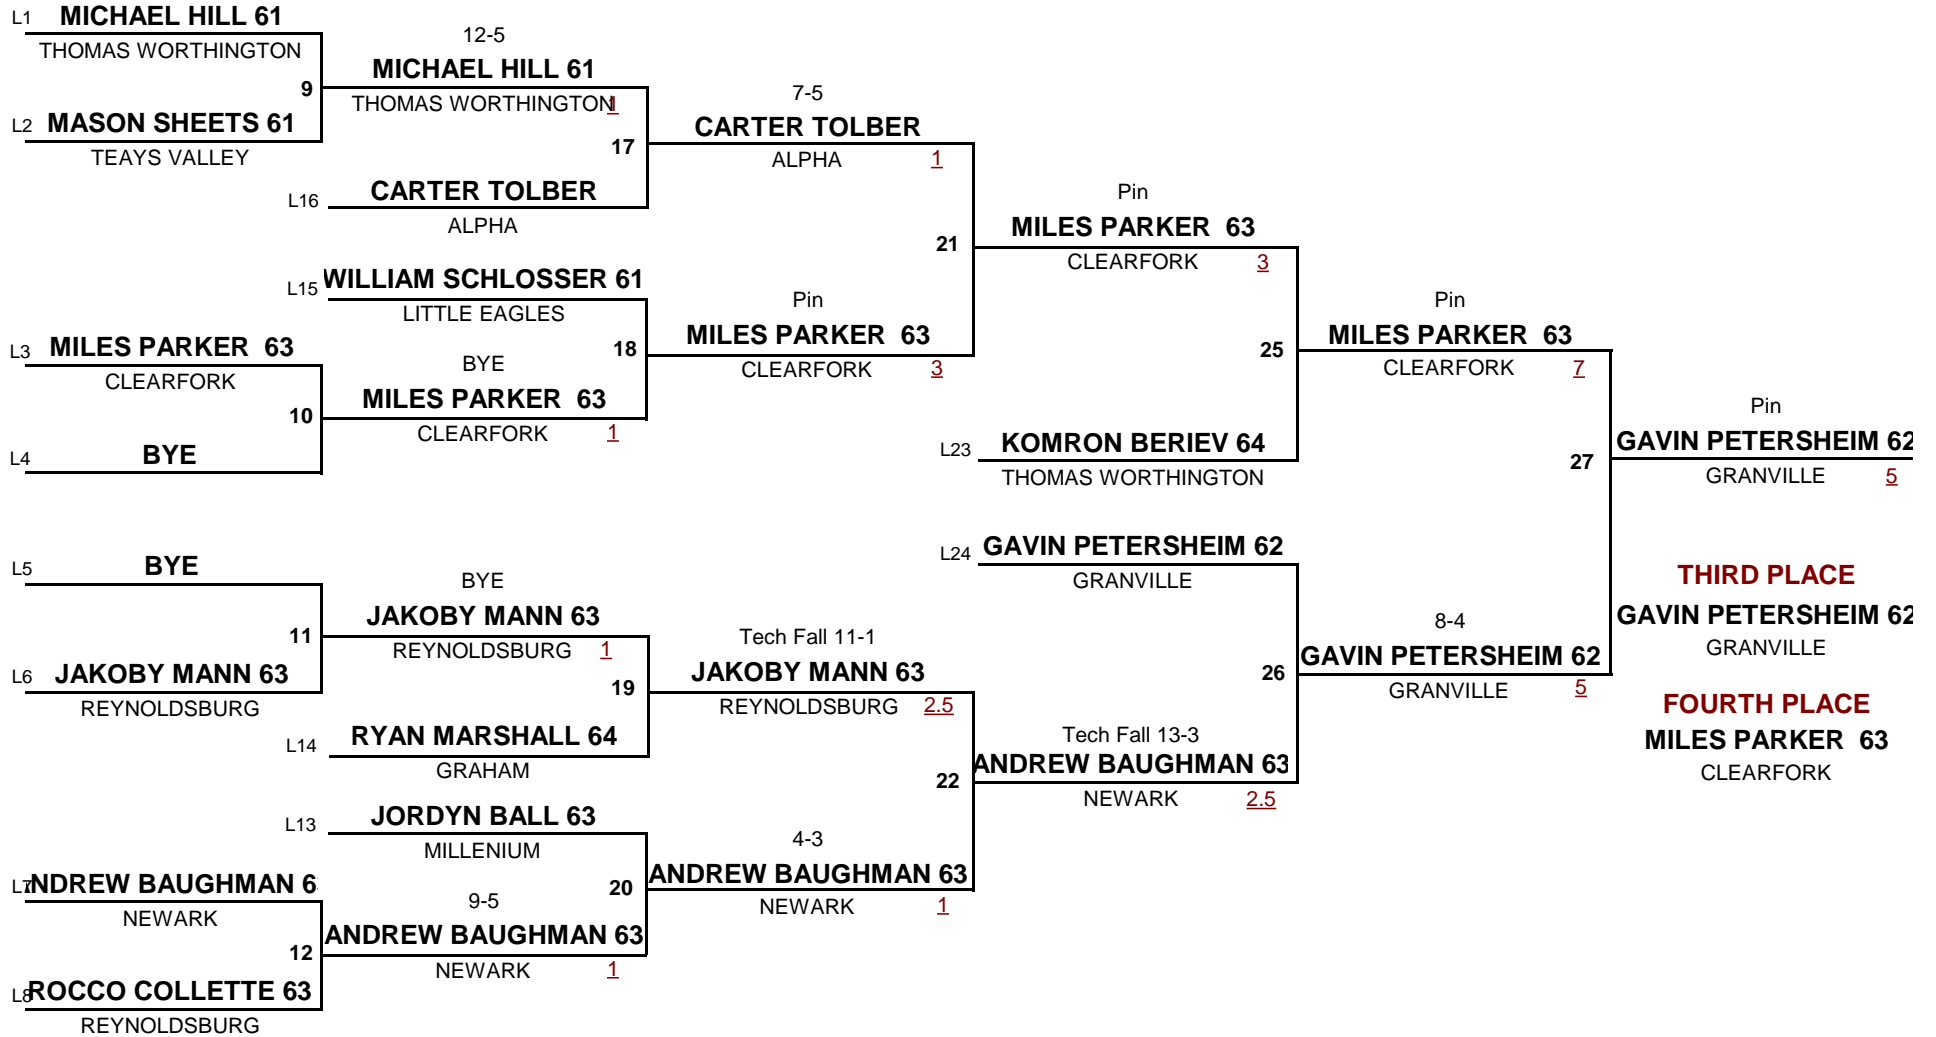 L1 MICHAEL HILL 61
THOMAS WORTHINGTON
9
L2 MASON SHEETS 61
TEAYS VALLEY
12-5
MICHAEL HILL 61
THOMAS WORTHINGTON 1
17
L16 CARTER TOLBER
ALPHA
7-5
CARTER TOLBER
ALPHA 1
21
L15 WILLIAM SCHLOSSER 61
LITTLE EAGLES
18
L3 MILES PARKER 63
CLEARFORK
10
L4 BYE
BYE
MILES PARKER 63
CLEARFORK 1
Pin
MILES PARKER 63
CLEARFORK 3
Pin
MILES PARKER 63
CLEARFORK 3
25
L23 KOMRON BERIEV 64
THOMAS WORTHINGTON
Pin
MILES PARKER 63
CLEARFORK 7
27
Pin
GAVIN PETERSHEIM 62
GRANVILLE 5
L5 BYE
11
L6 JAKOBY MANN 63
REYNOLDSBURG
BYE
JAKOBY MANN 63
REYNOLDSBURG 1
19
L14 RYAN MARSHALL 64
GRAHAM
Tech Fall 11-1
JAKOBY MANN 63
REYNOLDSBURG 2.5
22
L13 JORDYN BALL 63
MILLENIUM
20
L7 NDREW BAUGHMAN 6
NEWARK
12
L8 ROCCO COLLETTE 63
REYNOLDSBURG
9-5
ANDREW BAUGHMAN 63
NEWARK 1
4-3
ANDREW BAUGHMAN 63
NEWARK 1
L24 GAVIN PETERSHEIM 62
GRANVILLE
26
Tech Fall 13-3
ANDREW BAUGHMAN 63
NEWARK 2.5
8-4
GAVIN PETERSHEIM 62
GRANVILLE 5
THIRD PLACE
GAVIN PETERSHEIM 62
GRANVILLE
FOURTH PLACE
MILES PARKER 63
CLEARFORK